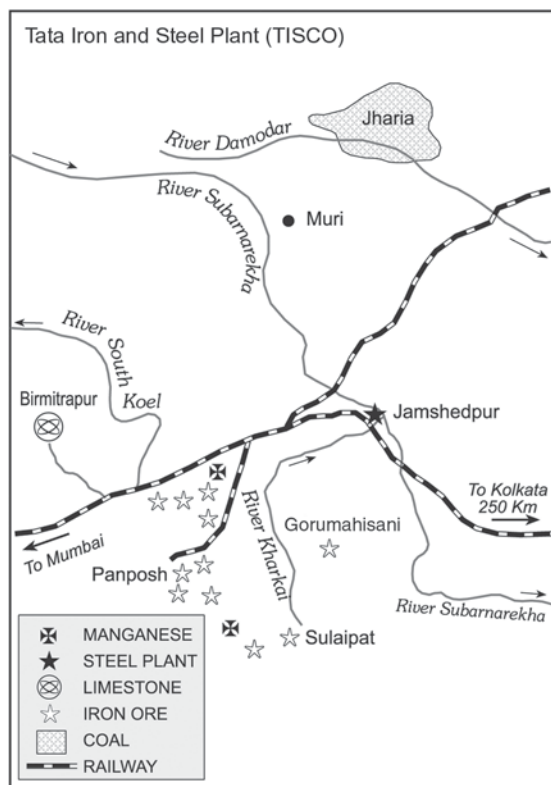 Tata Iron and Steel Plant (TISCO)
Jharia
River Damodar
River Subarnarekha
Muri
River South
Koel
Birmitrapur
Jamshedpur
To Kolkata
250 Km
To Mumbai
Gorumahisani
River Kharkai
Panposh
River Subarnarekha
Sulaipat
MANGANESE
STEEL PLANT
LIMESTONE
IRON ORE
COAL
RAILWAY